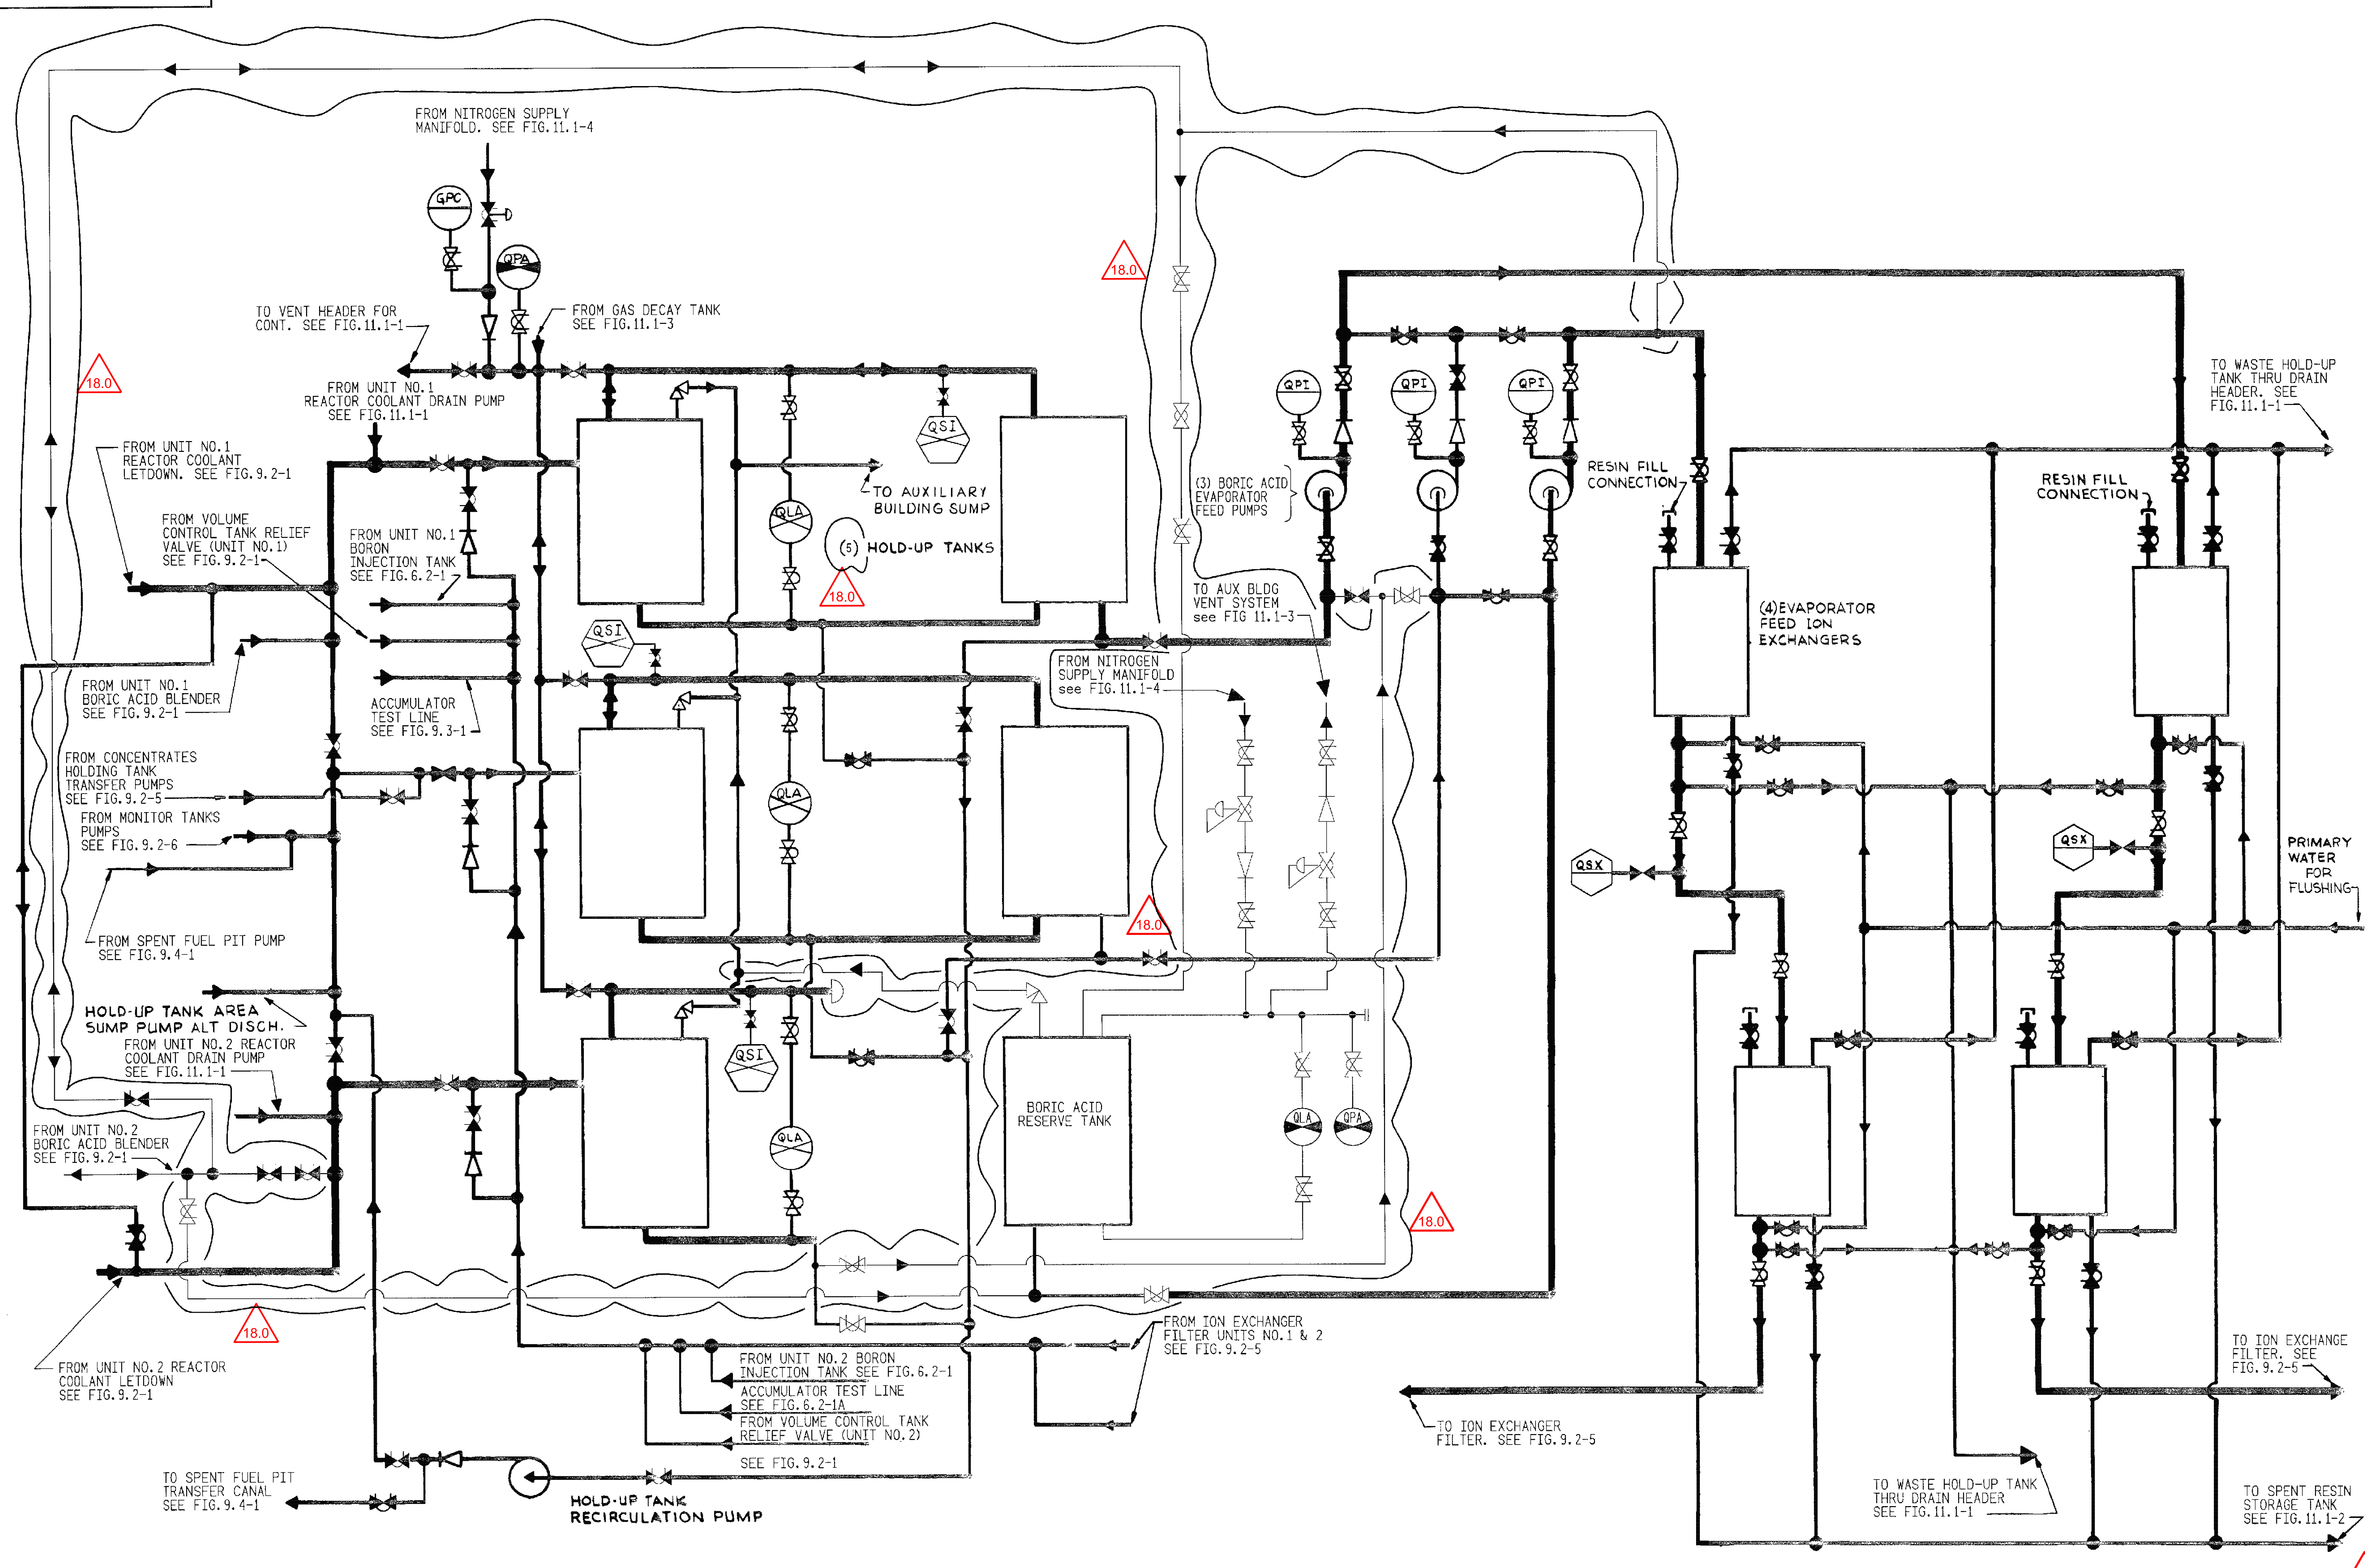 FROM NITROGEN SUPPLY
MANIFOLD. SEE FIG.11.1-4
GPC
QPA
TO VENT HEADER FOR
CONT. SEE FIG.11.1-1
FROM GAS DECAY TANK
SEE FIG.11.1-3
18.0
18.0
FROM UNIT NO.1
REACTOR COOLANT DRAIN PUMP
SEE FIG.11.1-1
FROM UNIT NO.1
REACTOR COOLANT
LETDOWN. SEE FIG.9.2-1
FROM VOLUME
CONTROL TANK RELIEF
VALVE (UNIT NO.1)
SEE FIG.9.2-1
FROM UNIT NO.1
BORON
INJECTION TANK
SEE FIG.6.2-1
QSI
QLA
TO AUXILIARY
BUILDING SUMP
(5) HOLD-UP TANKS
18.0
QPI
QPI
QPI
(3) BORIC ACID
EVAPORATOR
FEED PUMPS
RESIN FILL
CONNECTION
RESIN FILL
CONNECTION
TO WASTE HOLD-UP
TANK THRU DRAIN
HEADER. SEE
FIG.11.1-1
QSI
TO AUX BLDG
VENT SYSTEM
see FIG 11.1-3
(4)EVAPORATOR
FEED ION
EXCHANGERS
FROM UNIT NO.1
BORIC ACID BLENDER
SEE FIG.9.2-1
ACCUMULATOR
TEST LINE
SEE FIG.9.3-1
FROM NITROGEN
SUPPLY MANIFOLD
see FIG.11.1-4
FROM CONCENTRATES
HOLDING TANK
TRANSFER PUMPS
SEE FIG.9.2-5
FROM MONITOR TANKS
PUMPS
SEE FIG.9.2-6
QLA
QSX
QSX
PRIMARY
WATER
FOR
FLUSHING
18.0
FROM SPENT FUEL PIT PUMP
SEE FIG.9.4-1
HOLD-UP TANK AREA
SUMP PUMP ALT DISCH.
FROM UNIT NO.2 REACTOR
COOLANT DRAIN PUMP
SEE FIG.11.1-1
QSI
BORIC ACID
RESERVE TANK
QLA
QPA
FROM UNIT NO.2
BORIC ACID BLENDER
SEE FIG.9.2-1
QLA
18.0
18.0
FROM UNIT NO.2 REACTOR
COOLANT LETDOWN
SEE FIG.9.2-1
FROM ION EXCHANGER
FILTER UNITS NO.1 & 2
SEE FIG.9.2-5
FROM UNIT NO.2 BORON
INJECTION TANK SEE FIG.6.2-1
ACCUMULATOR TEST LINE
SEE FIG.6.2-1A
FROM VOLUME CONTROL TANK
RELIEF VALVE (UNIT NO.2)
SEE FIG.9.2-1
TO ION EXCHANGE
FILTER. SEE
FIG.9.2-5
TO ION EXCHANGER
FILTER. SEE FIG.9.2-5
TO SPENT FUEL PIT
TRANSFER CANAL
SEE FIG.9.4-1
HOLD-UP TANK
RECIRCULATION PUMP
TO WASTE HOLD-UP TANK
THRU DRAIN HEADER
SEE FIG.11.1-1
TO SPENT RESIN
STORAGE TANK
SEE FIG.11.1-2